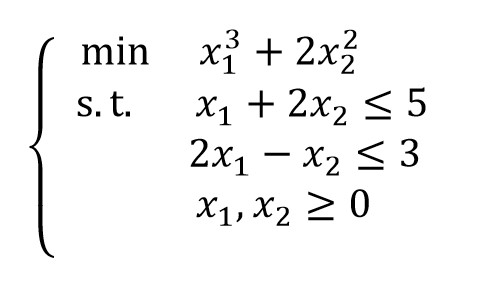 min x₁³ + 2x₂²
s.t. x₁ + 2x₂ ≤ 5
2x₁ − x₂ ≤ 3
x₁, x₂ ≥ 0